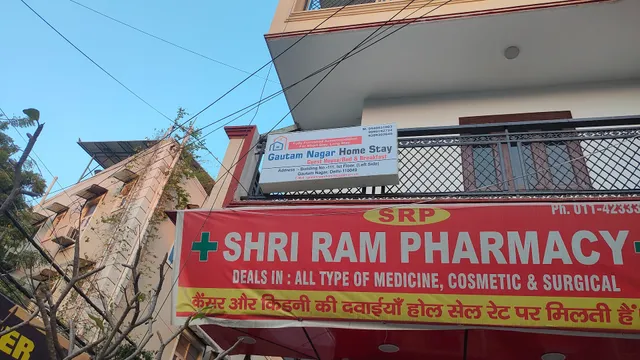 Gautam Nagar Home Stay
Guest House/Bed & Breakfast
Gautam Nagar, Delhi 110049
SRP
Ph. 011-42333
SHRI RAM PHARMACY
DEALS IN : ALL TYPE OF MEDICINE, COSMETIC & SURGICAL
कैंसर और किडनी की दवाईयाँ होल सेल रेट पर मिलती हैं
ER